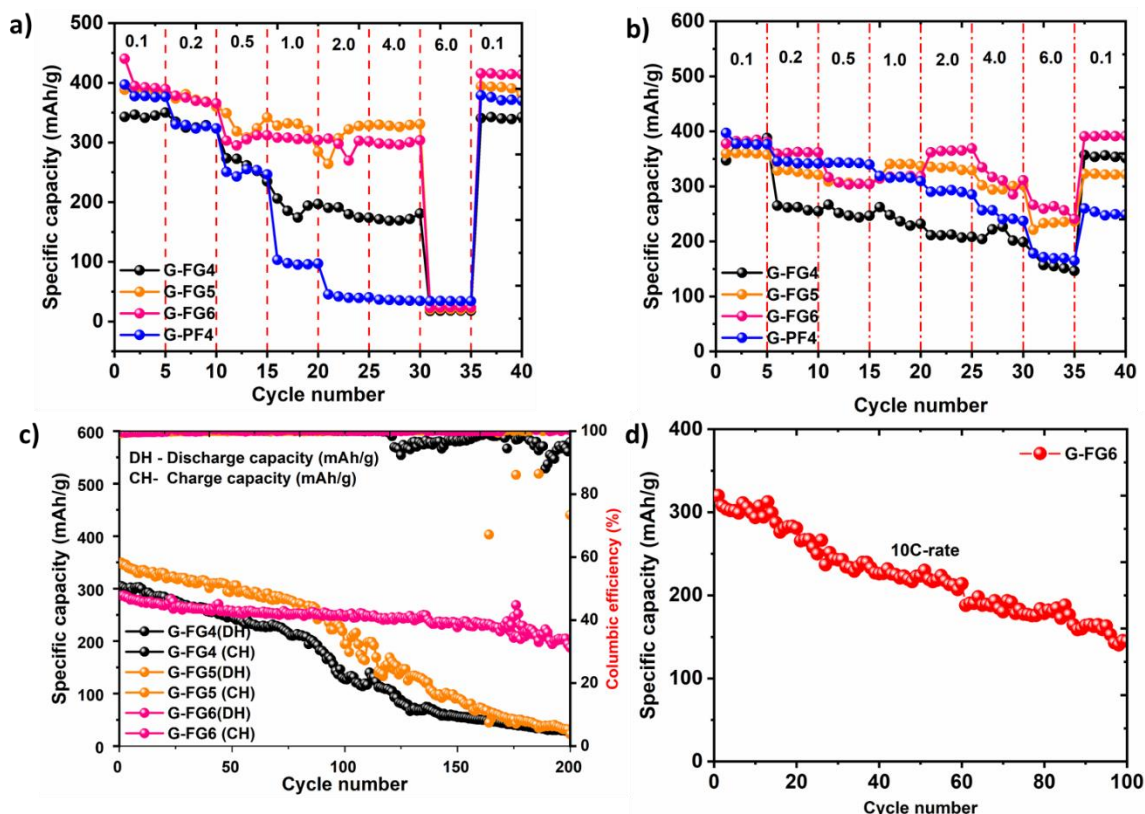 a)
0.1 0.2 0.5 1.0 2.0 4.0 6.0 0.1
500
400
300
200
100
0
Specific capacity (mAh/g)
G-FG4
G-FG5
G-FG6
G-PF4
0 5 10 15 20 25 30 35 40
Cycle number
b)
600
500
400
300
200
100
0
Specific capacity (mAh/g)
0.1 0.2 0.5 1.0 2.0 4.0 6.0 0.1
G-FG4
G-FG5
G-FG6
G-PF4
0 5 10 15 20 25 30 35 40
Cycle number
c)
600
500
400
300
200
100
0
Specific capacity (mAh/g)
DH - Discharge capacity (mAh/g)
CH- Charge capacity (mAh/g)
G-FG4(DH)
G-FG4 (CH)
G-FG5(DH)
G-FG5 (CH)
G-FG6(DH)
G-FG6 (CH)
100
80
60
40
20
0
Columbic efficiency (%)
0 50 100 150 200
Cycle number
d)
400
300
200
100
0
Specific capacity (mAh/g)
G-FG6
10C-rate
0 20 40 60 80 100
Cycle number